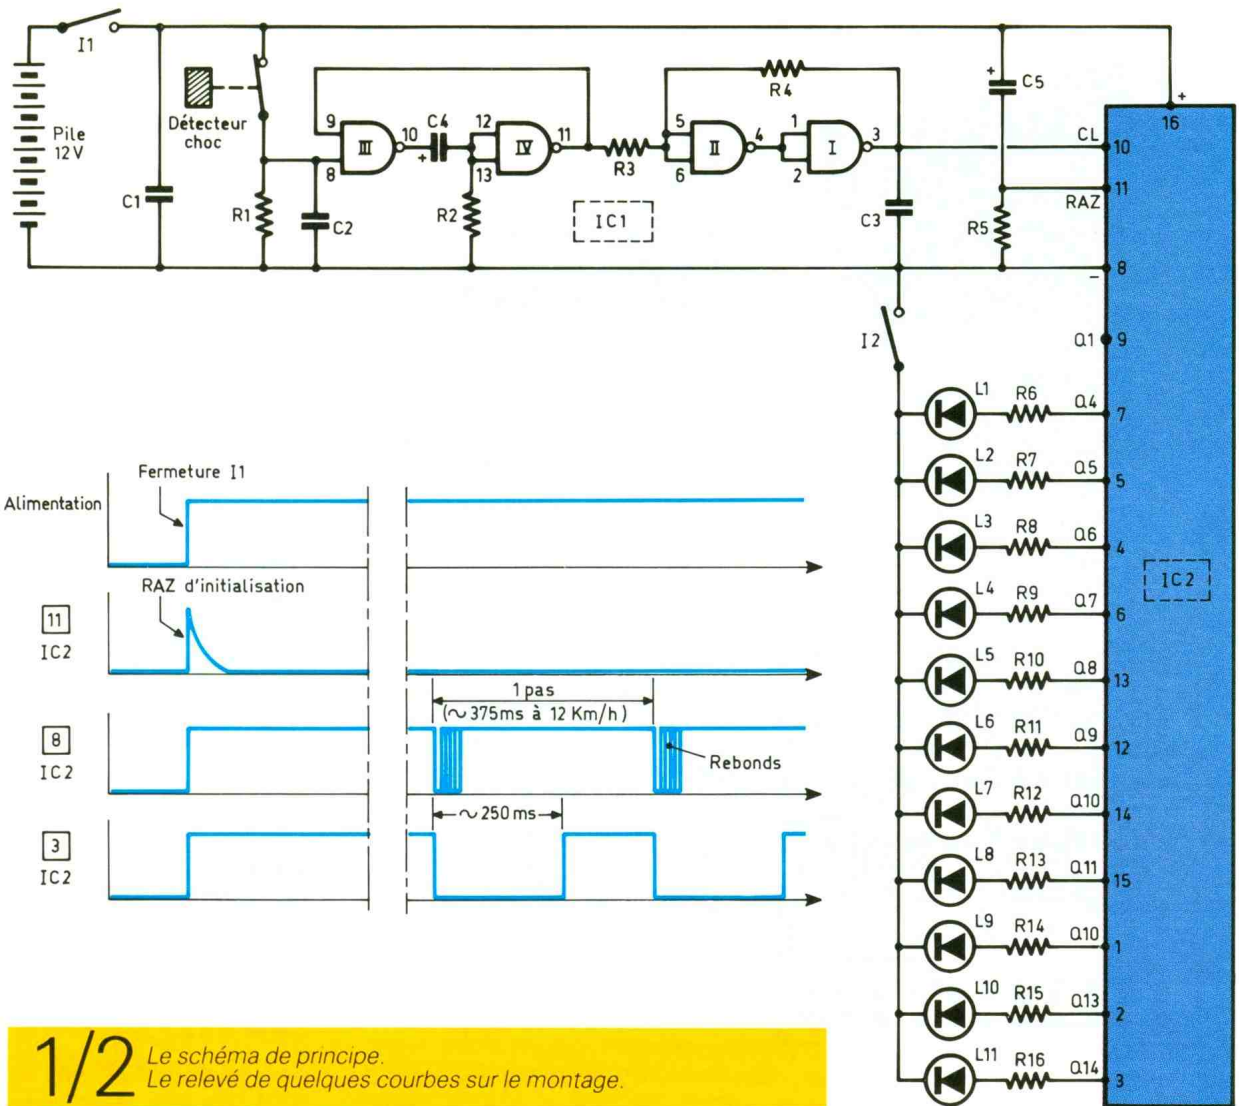 I1
Pile
12 V
C1
Détecteur
choc
R1
C2
9
8
III
10
C4
+
12
13
IV
11
R2
R3
IC1
5
6
II
4
R4
1
2
I
3
C3
+
C5
R5
+
16
CL
10
11
RAZ
8
–
I2
Q1
9
L1
R6
Q4
7
L2
R7
Q5
5
L3
R8
Q6
4
L4
R9
Q7
6
L5
R10
Q8
13
L6
R11
Q9
12
L7
R12
Q10
14
L8
R13
Q11
15
L9
R14
Q10
1
L10
R15
Q13
2
L11
R16
Q14
3
IC2
Fermeture I1
Alimentation
RAZ d'initialisation
11
IC2
1 pas
(~375ms à 12 Km/h)
8
IC2
Rebonds
~250 ms
3
IC2
1/2
Le schéma de principe.
Le relevé de quelques courbes sur le montage.